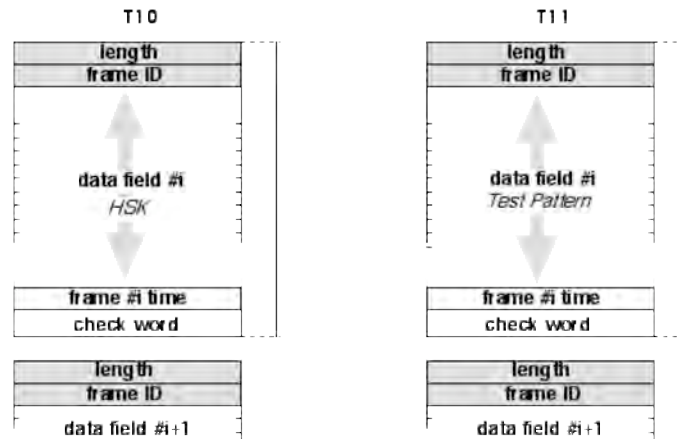 T10
length
frame ID
data field #i
HSK
frame #i time
check word
length
frame ID
data field #i+1
T11
length
frame ID
data field #i
Test Pattern
frame #i time
check word
length
frame ID
data field #i+1